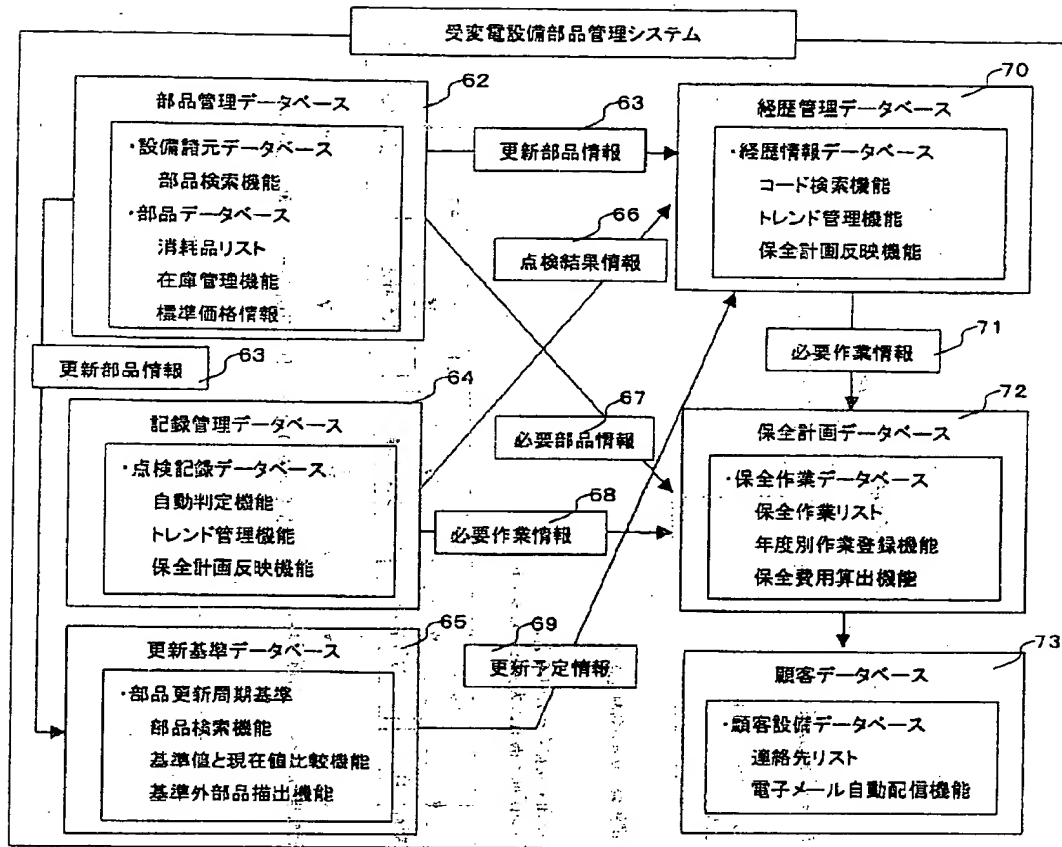 受変電設備部品管理システム
62
部品管理データベース
・設備諸元データベース
部品検索機能
・部品データベース
消耗品リスト
在庫管理機能
標準価格情報
63
更新部品情報
63
更新部品情報
66
点検結果情報
70
経歴管理データベース
・経歴情報データベース
コード検索機能
トレンド管理機能
保全計画反映機能
71
必要作業情報
64
記録管理データベース
・点検記録データベース
自動判定機能
トレンド管理機能
保全計画反映機能
67
必要部品情報
68
必要作業情報
72
保全計画データベース
・保全作業データベース
保全作業リスト
年度別作業登録機能
保全費用算出機能
65
更新基準データベース
・部品更新周期基準
部品検索機能
基準値と現在値比較機能
基準外部品描出機能
69
更新予定情報
73
顧客データベース
・顧客設備データベース
連絡先リスト
電子メール自動配信機能